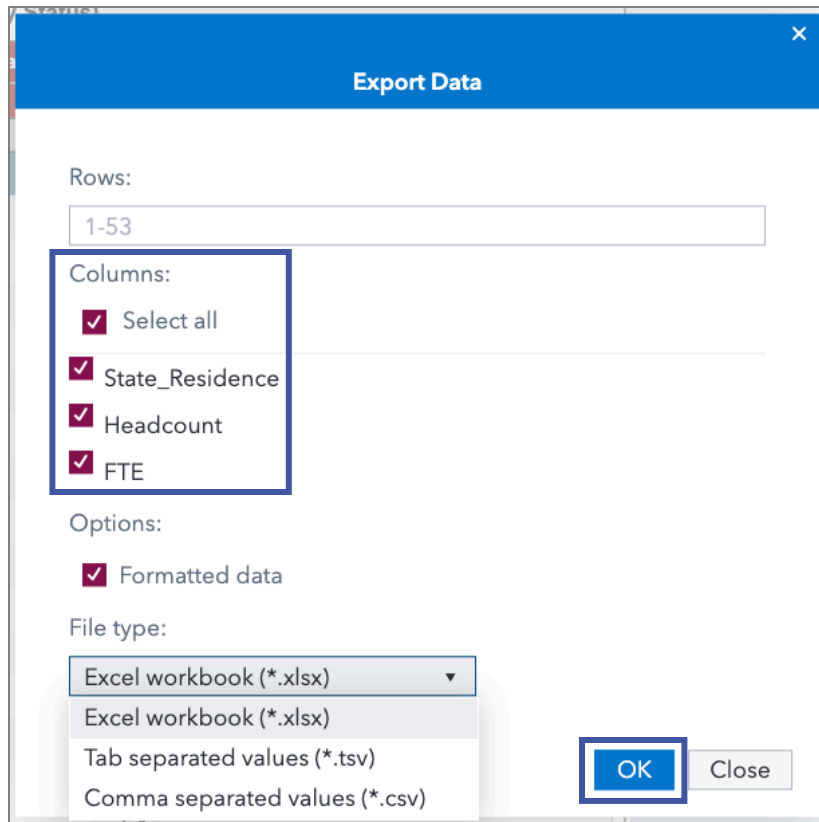 y Status)
Export Data
Rows:
1-53
Columns:
Select all
State_Residence
Headcount
FTE
Options:
Formatted data
File type:
Excel workbook (*.xlsx)
Excel workbook (*.xlsx)
Tab separated values (*.tsv)
Comma separated values (*.csv)
OK Close